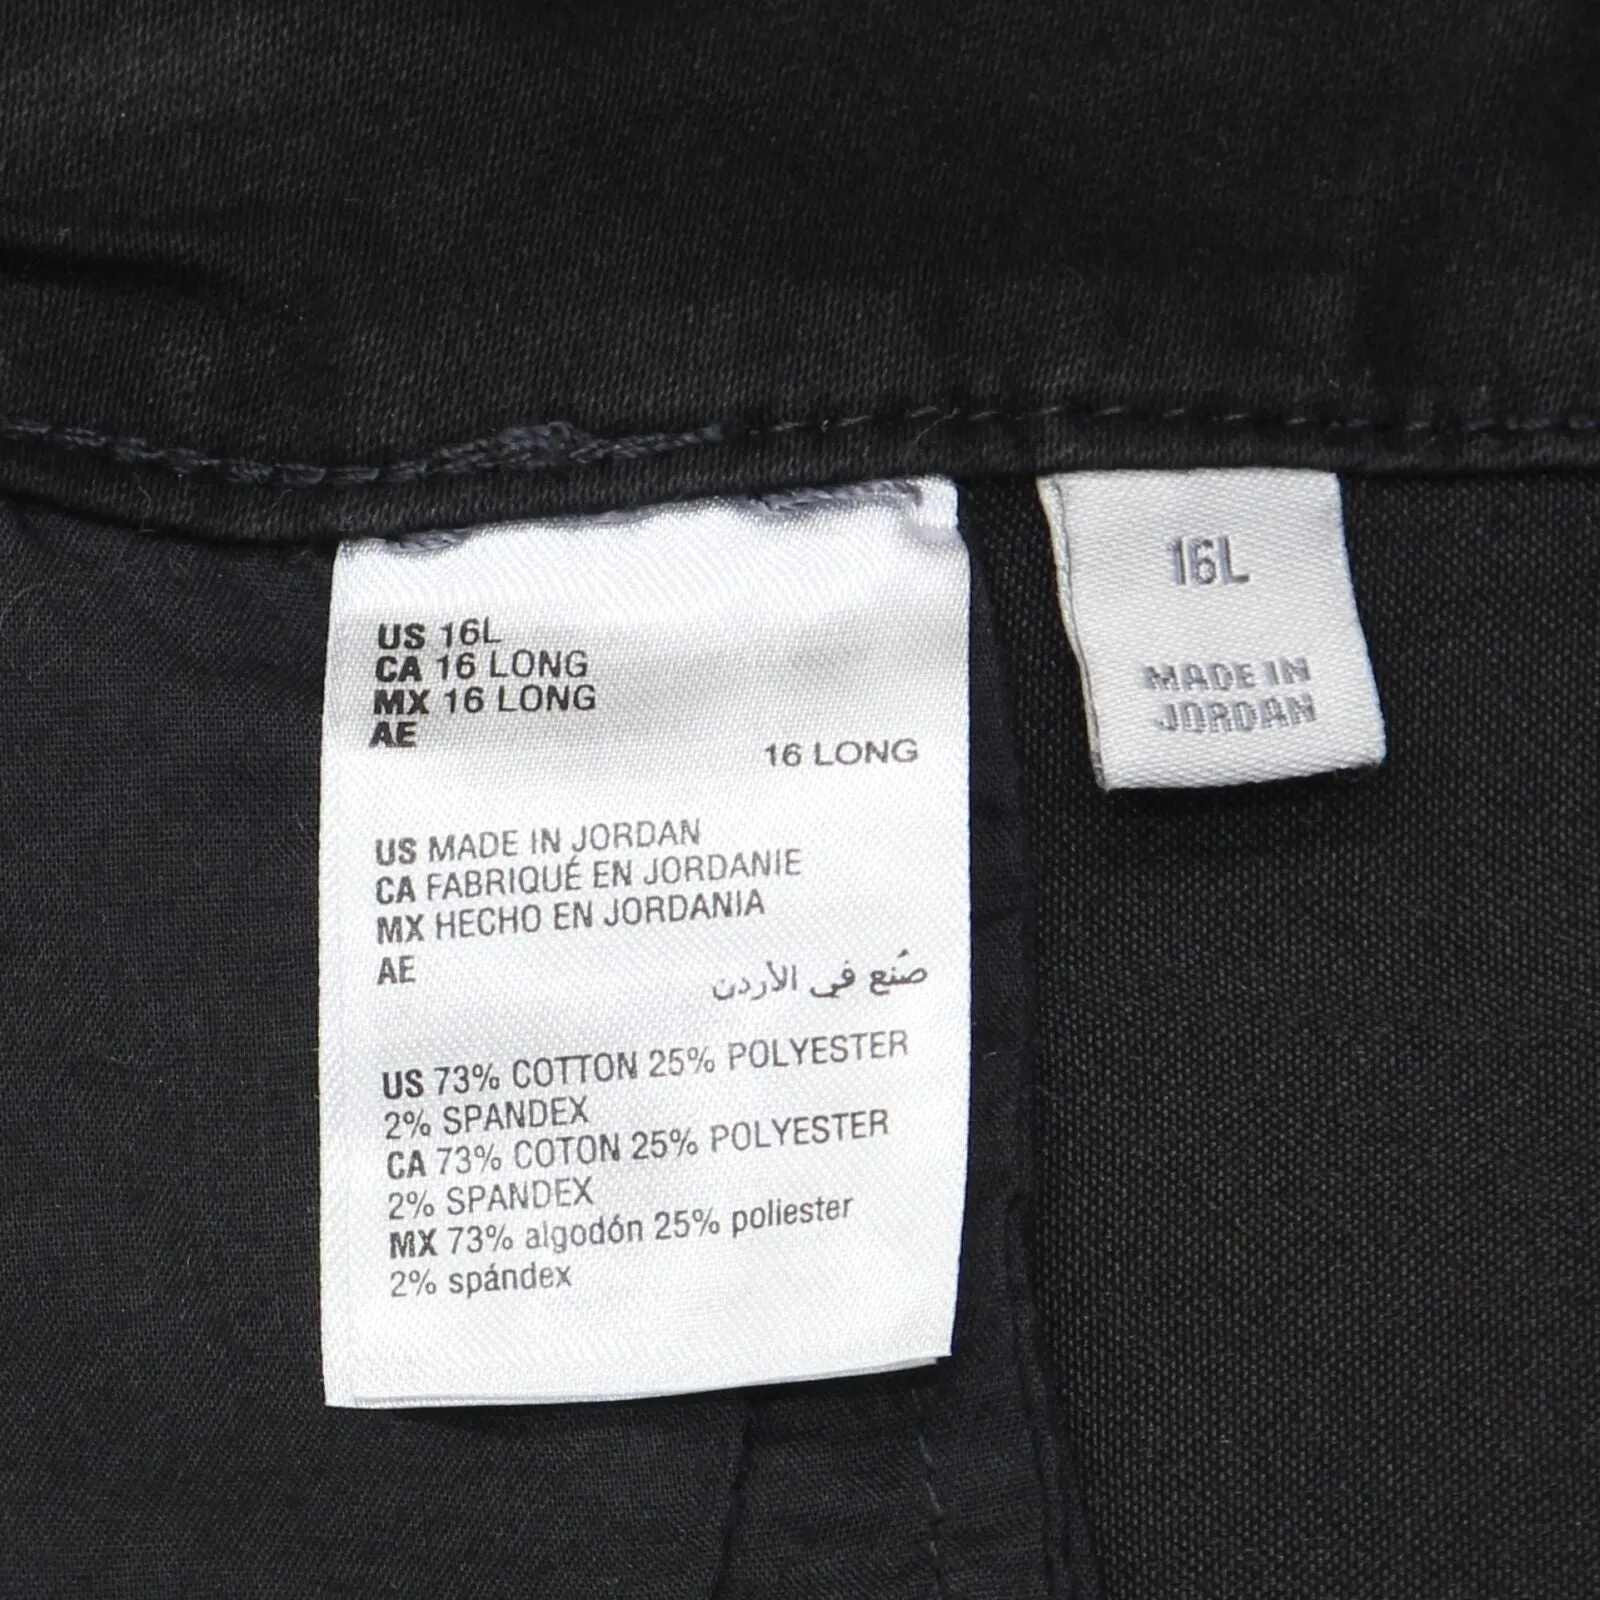 US 16L
CA 16 LONG
MX 16 LONG
AE
16 LONG
US MADE IN JORDAN
CA FABRIQUÉ EN JORDANIE
MX HECHO EN JORDANIA
AE صُنع في الأردن
US 73% COTTON 25% POLYESTER
2% SPANDEX
CA 73% COTON 25% POLYESTER
2% SPANDEX
MX 73% algodón 25% poliester
2% spándex
16L
MADE IN
JORDAN